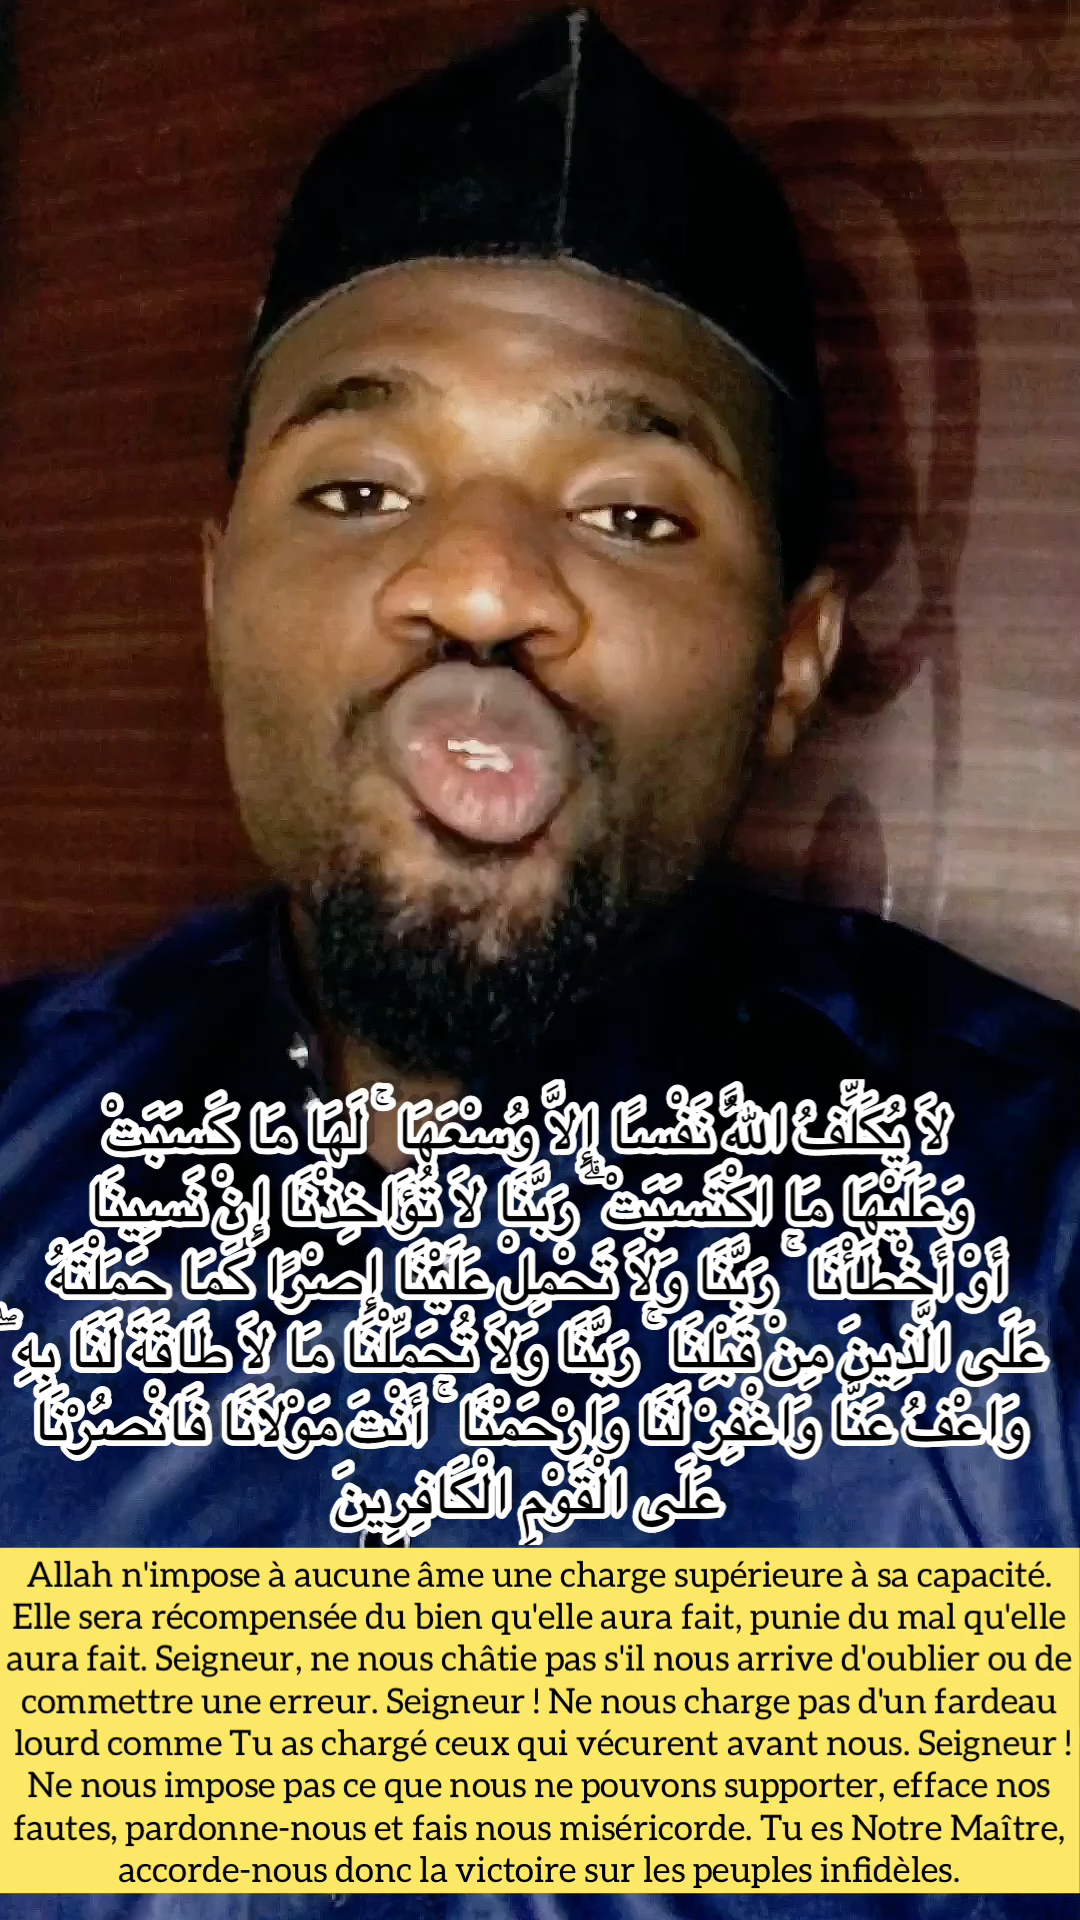 لَا يُكَلِّفُ اللَّهُ نَفْسًا إِلَّا وُسْعَهَا ۚ لَهَا مَا كَسَبَتْ
وَعَلَيْهَا مَا اكْتَسَبَتْ ۗ رَبَّنَا لَا تُؤَاخِذْنَا إِنْ نَسِينَا
أَوْ أَخْطَأْنَا ۚ رَبَّنَا وَلَا تَحْمِلْ عَلَيْنَا إِصْرًا كَمَا حَمَلْتَهُ
عَلَى الَّذِينَ مِنْ قَبْلِنَا ۚ رَبَّنَا وَلَا تُحَمِّلْنَا مَا لَا طَاقَةَ لَنَا بِهِ ۖ
وَاعْفُ عَنَّا وَاغْفِرْ لَنَا وَارْحَمْنَا ۚ أَنْتَ مَوْلَانَا فَانْصُرْنَا
عَلَى الْقَوْمِ الْكَافِرِينَ
Allah n'impose à aucune âme une charge supérieure à sa capacité.
Elle sera récompensée du bien qu'elle aura fait, punie du mal qu'elle
aura fait. Seigneur, ne nous châtie pas s'il nous arrive d'oublier ou de
commettre une erreur. Seigneur ! Ne nous charge pas d'un fardeau
lourd comme Tu as chargé ceux qui vécurent avant nous. Seigneur !
Ne nous impose pas ce que nous ne pouvons supporter, efface nos
fautes, pardonne-nous et fais nous miséricorde. Tu es Notre Maître,
accorde-nous donc la victoire sur les peuples infidèles.